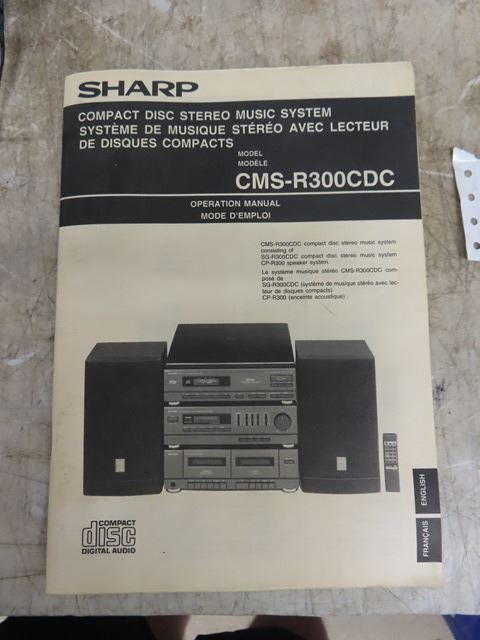 SHARP
COMPACT DISC STEREO MUSIC SYSTEM
SYSTÈME DE MUSIQUE STÉRÉO AVEC LECTEUR
DE DISQUES COMPACTS
MODEL
MODÈLE
CMS-R300CDC
OPERATION MANUAL
MODE D'EMPLOI
CMS-R300CDC compact disc stereo music system
consisting of
SG-R300CDC compact disc stereo music system
CP-R300 speaker system.
Le système musique stéréo CMS-R300CDC com-
posé de
SG-R300CDC (système de musique stéréo avec lec-
teur de disques compacts)
CP-R300 (enceinte acoustique)
ENGLISH
FRANÇAIS
COMPACT
disc
DIGITAL AUDIO